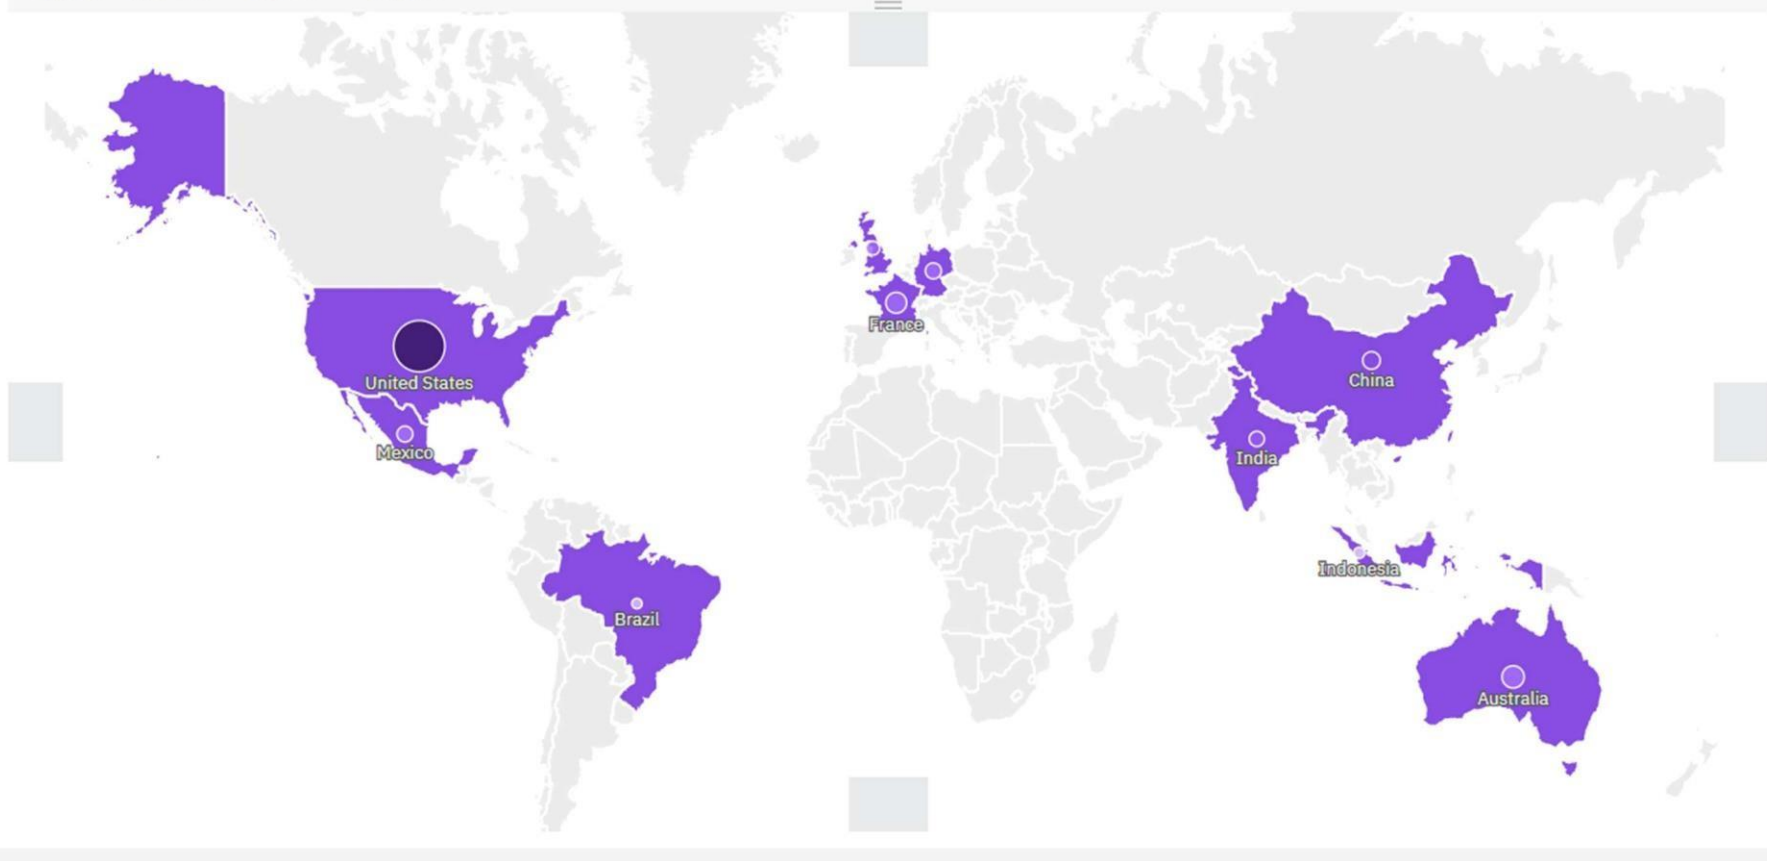 France
United States
China
Mexico
India
Indonesia
Brazil
Australia